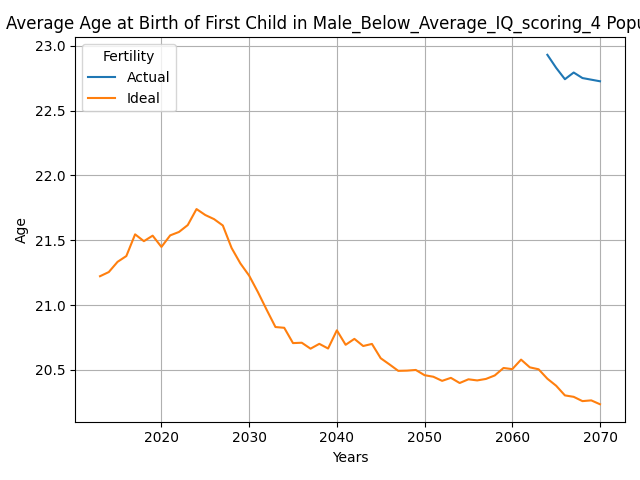 Average Age at Birth of First Child in Male_Below_Average_IQ_scoring_4 Popu
Fertility
Actual
Ideal
23.0
22.5
22.0
21.5
21.0
20.5
Age
2020 2030 2040 2050 2060 2070
Years